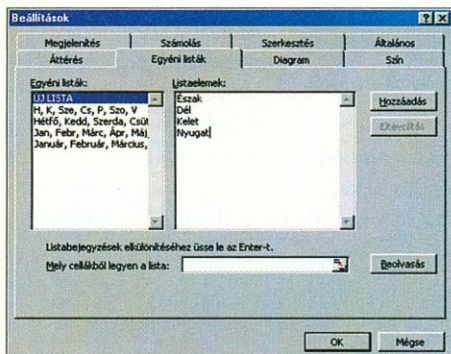 Beállítások
Megjelenítés Számolás Szerkesztés Általános
Áttérés Egyéni listák Diagram Szín
Egyéni listák: Listaelemek:
ÚJ LISTA
H, K, Sze, Cs, P, Szo, V
Hétfő, Kedd, Szerda, Csüt
Jan, Febr, Márc, Ápr, Máj,
Január, Február, Március,
Észak
Dél
Kelet
Nyugat
Hozzáadás
Eltávolítás
Listabejegyzések elkülönítéséhez üsse le az Enter-t.
Mely cellákból legyen a lista: Beolvasás
OK Mégse